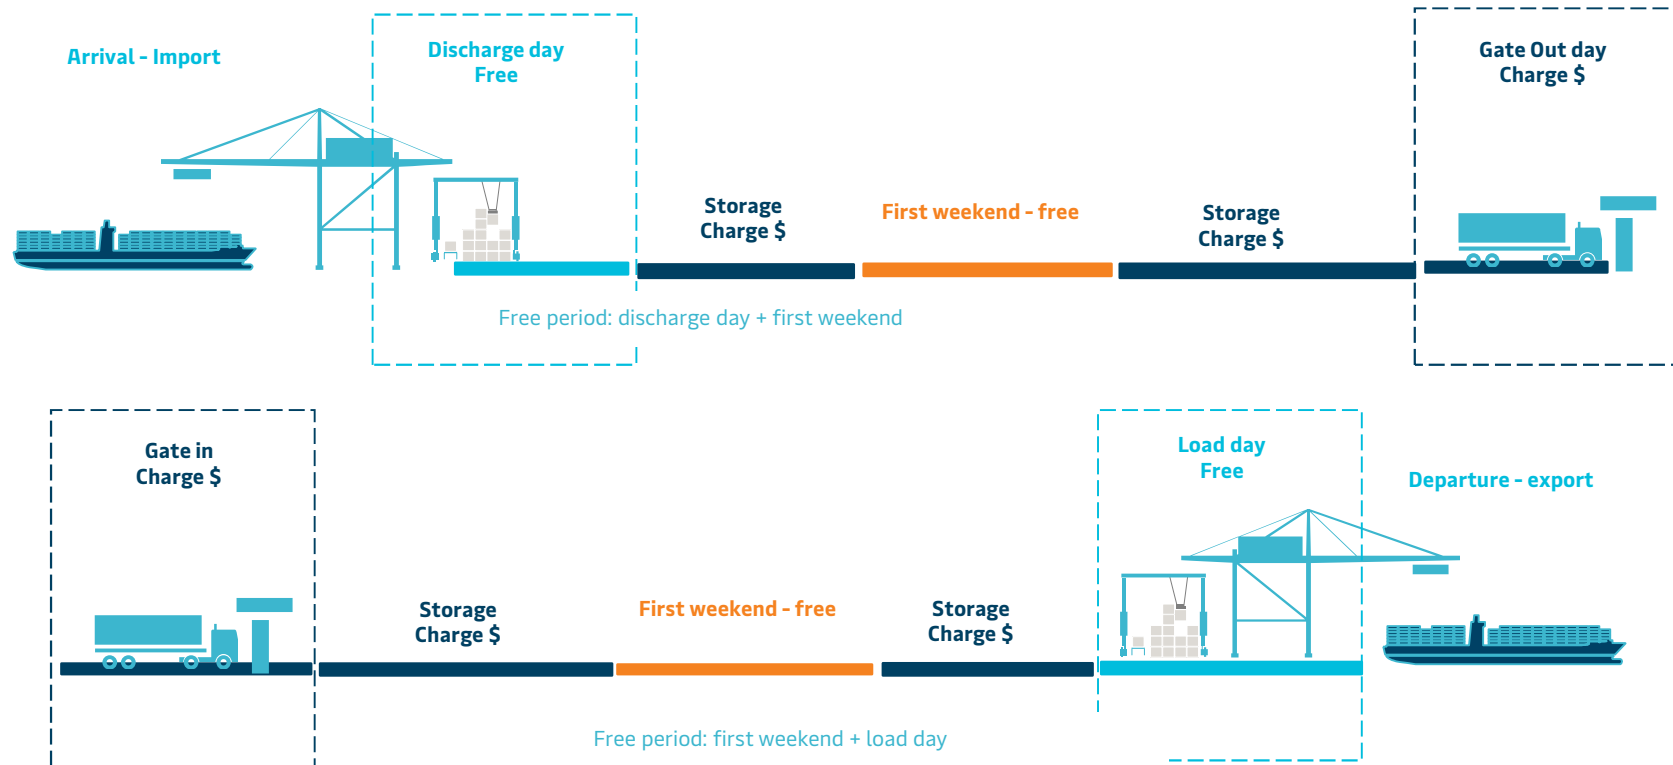 Arrival - Import
Discharge day
Free
Gate Out day
Charge $
Storage
Charge $
First weekend - free
Storage
Charge $
Free period: discharge day + first weekend
Gate in
Charge $
Load day
Free
Departure - export
Storage
Charge $
First weekend - free
Storage
Charge $
Free period: first weekend + load day